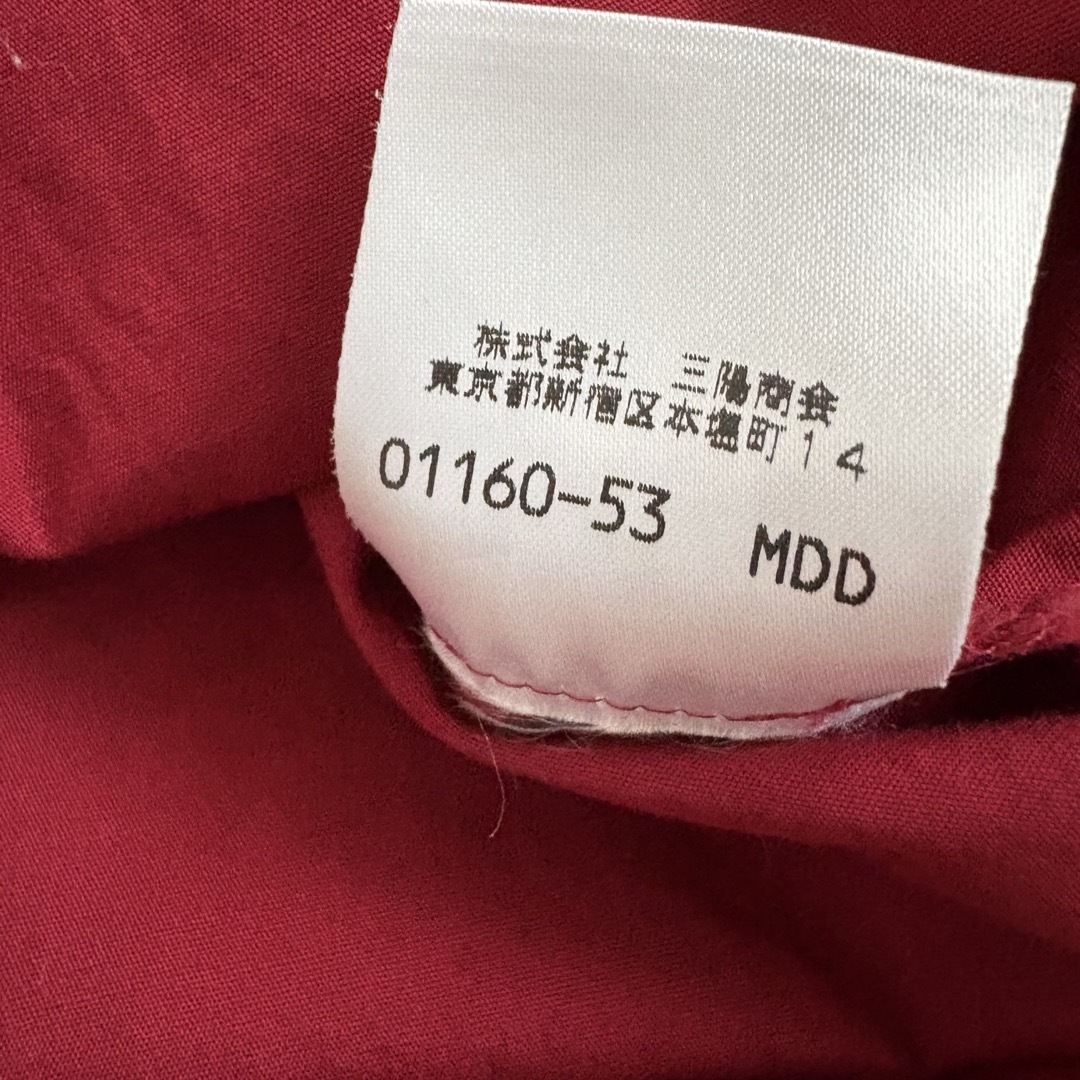 株式会社　三陽商会
東京都新宿区本塩町１４
01160-53　MDD